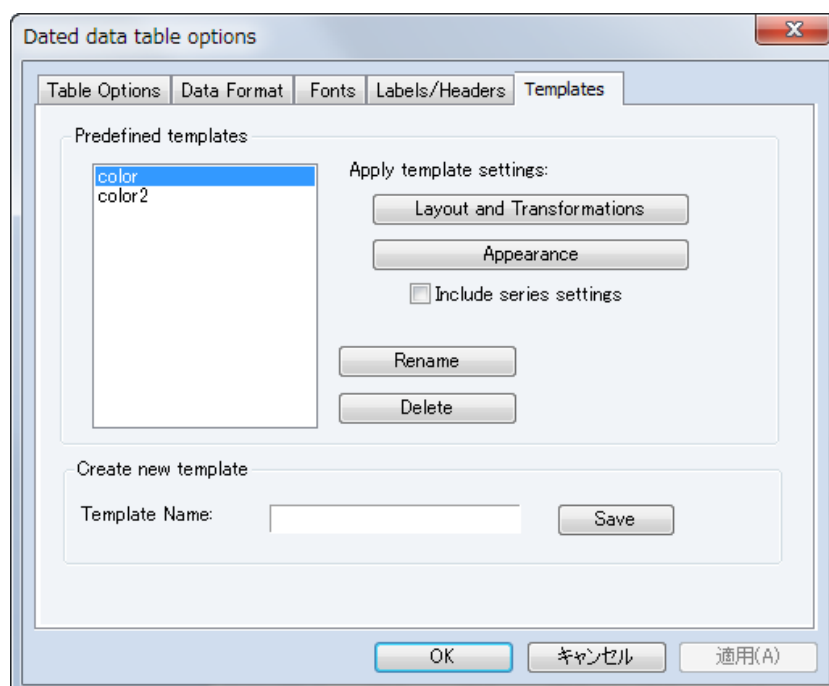 Dated data table options
Table Options Data Format Fonts Labels/Headers Templates
Predefined templates
color
color2
Apply template settings:
Layout and Transformations
Appearance
Include series settings
Rename
Delete
Create new template
Template Name:
Save
OK キャンセル 適用(A)